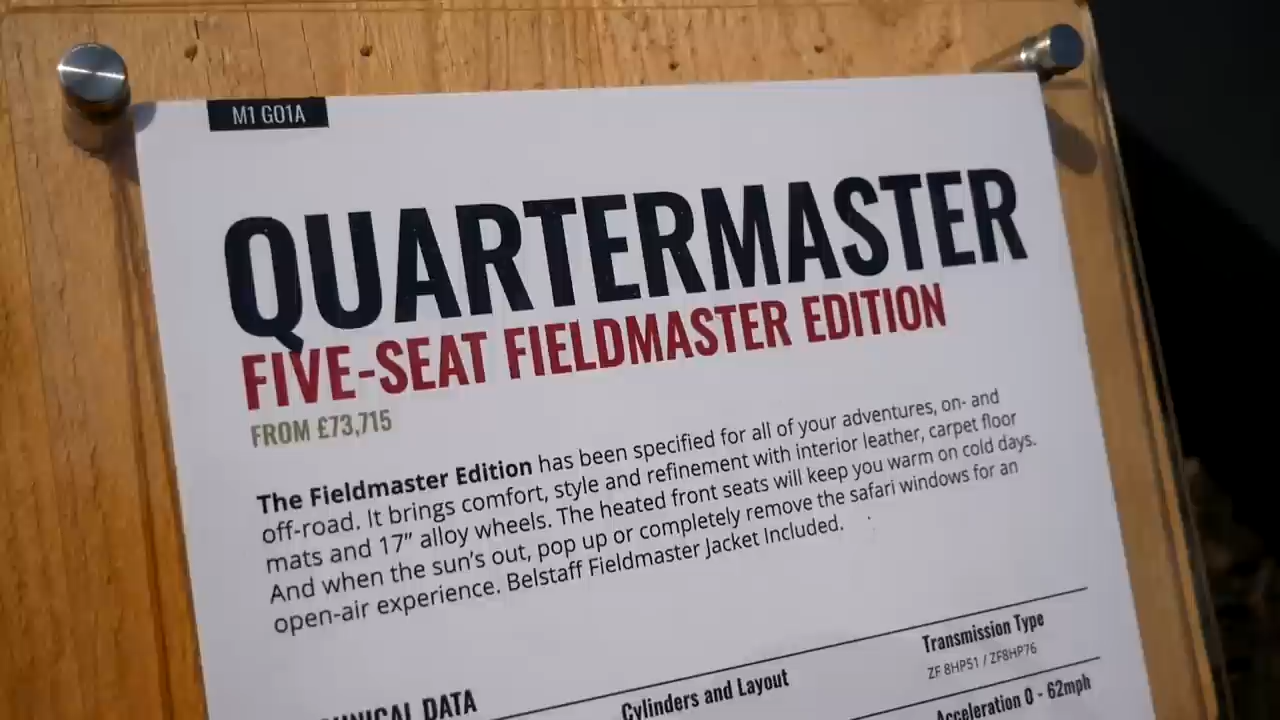 M1 GO1A
QUARTERMASTER
FIVE-SEAT FIELDMASTER EDITION
FROM £73,715
The Fieldmaster Edition has been specified for all of your adventures, on- and
off-road. It brings comfort, style and refinement with interior leather, carpet floor
mats and 17” alloy wheels. The heated front seats will keep you warm on cold days.
And when the sun’s out, pop up or completely remove the safari windows for an
open-air experience. Belstaff Fieldmaster Jacket Included.
DATA
Cylinders and Layout
Transmission Type
ZF 8HP51 / ZF8HP76
Acceleration 0 - 62mph